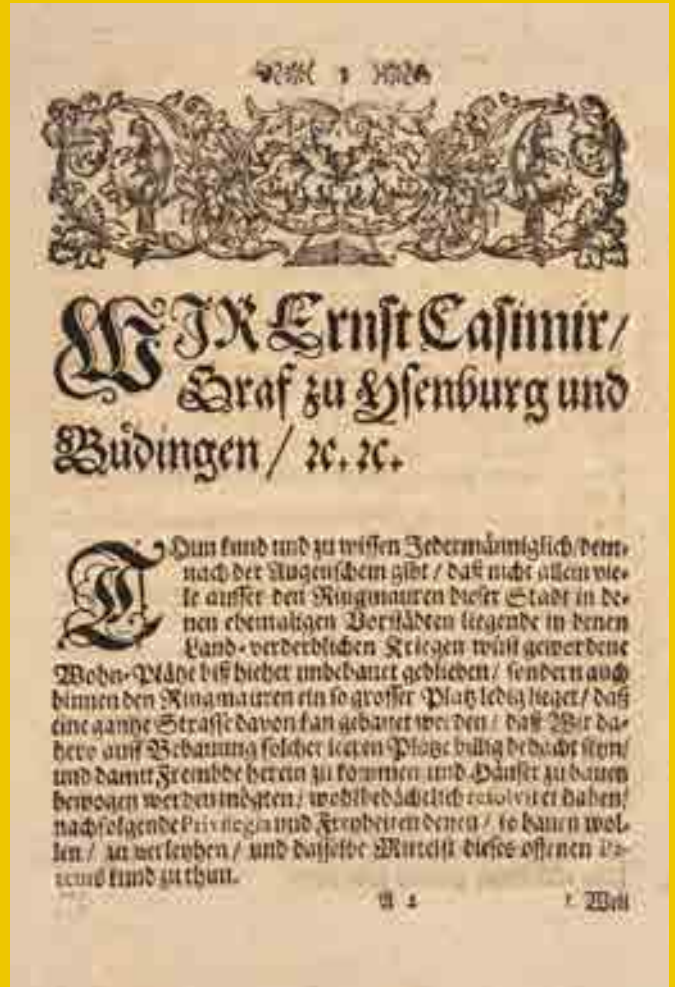 WIR Ernst Casimir/
Graf zu Ysenburg und
Büdingen / ꝛc. ꝛc.
THun kund und zu wissen Jedermänniglich/dem-
nach der Augenschein gibt / daß nicht allein vie-
le ausser den Ringmauren dieser Stadt in de-
nen ehemaligen Vorstädten liegende in denen
Land-verderblichen Kriegen wüst gewordene
Wohn-Plätze biß hieher unbebauet geblieben / sondern auch
binnen den Ringmauren ein so grosser Platz ledig lieget / daß
eine gantze Strasse davon kan gebauet werden / daß Wir da-
hero auff Bebauung solcher leeren Plätze billig bedacht seyn/
und damit Frembde herein zu kommen und Häuser zu bauen
bewogen werden mögten / wohlbedächtlich resolviret haben/
nachfolgende Privilegia und Freyheiten denen / so bauen wol-
len / zu verleyhen / und dasselbe Mittelst dieses offenen Pa-
tents kund zu thun.
A 2 1. Weil